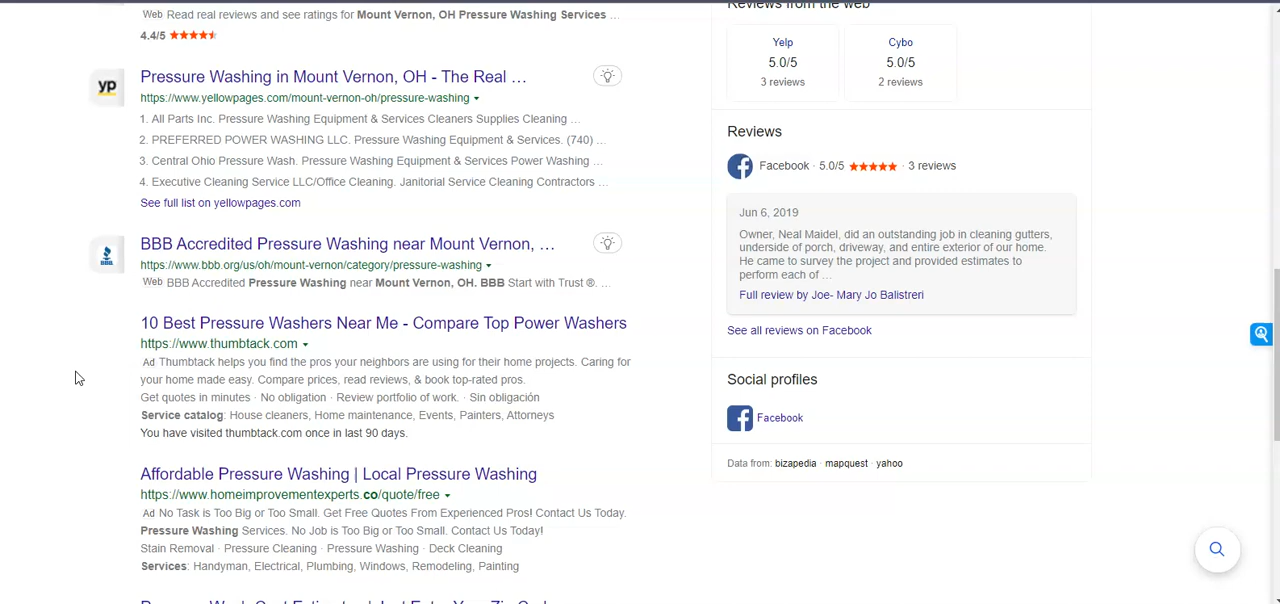 Web Read real reviews and see ratings for Mount Vernon, OH Pressure Washing Services ...
4.4/5
yp
Pressure Washing in Mount Vernon, OH - The Real ...
https://www.yellowpages.com/mount-vernon-oh/pressure-washing
1. All Parts Inc. Pressure Washing Equipment & Services Cleaners Supplies Cleaning ...
2. PREFERRED POWER WASHING LLC. Pressure Washing Equipment & Services. (740) ...
3. Central Ohio Pressure Wash. Pressure Washing Equipment & Services Power Washing ...
4. Executive Cleaning Service LLC/Office Cleaning. Janitorial Service Cleaning Contractors ...
See full list on yellowpages.com
BBB
BBB Accredited Pressure Washing near Mount Vernon, ...
https://www.bbb.org/us/oh/mount-vernon/category/pressure-washing
Web BBB Accredited Pressure Washing near Mount Vernon, OH. BBB Start with Trust ®. ...
10 Best Pressure Washers Near Me - Compare Top Power Washers
https://www.thumbtack.com
Ad Thumbtack helps you find the pros your neighbors are using for their home projects. Caring for
your home made easy. Compare prices, read reviews, & book top-rated pros.
Get quotes in minutes · No obligation · Review portfolio of work. · Sin obligación
Service catalog: House cleaners, Home maintenance, Events, Painters, Attorneys
You have visited thumbtack.com once in last 90 days.
Affordable Pressure Washing | Local Pressure Washing
https://www.homeimprovementexperts.co/quote/free
Ad No Task is Too Big or Too Small. Get Free Quotes From Experienced Pros! Contact Us Today.
Pressure Washing Services. No Job is Too Big or Too Small. Contact Us Today!
Stain Removal · Pressure Cleaning · Pressure Washing · Deck Cleaning
Services: Handyman, Electrical, Plumbing, Windows, Remodeling, Painting
Reviews from the web
Yelp
5.0/5
3 reviews
Cybo
5.0/5
2 reviews
Reviews
Facebook · 5.0/5 · 3 reviews
Jun 6, 2019
Owner, Neal Maidel, did an outstanding job in cleaning gutters,
underside of porch, driveway, and entire exterior of our home.
He came to survey the project and provided estimates to
perform each of ...
Full review by Joe- Mary Jo Balistreri
See all reviews on Facebook
Social profiles
Facebook
Data from: bizapedia · mapquest · yahoo